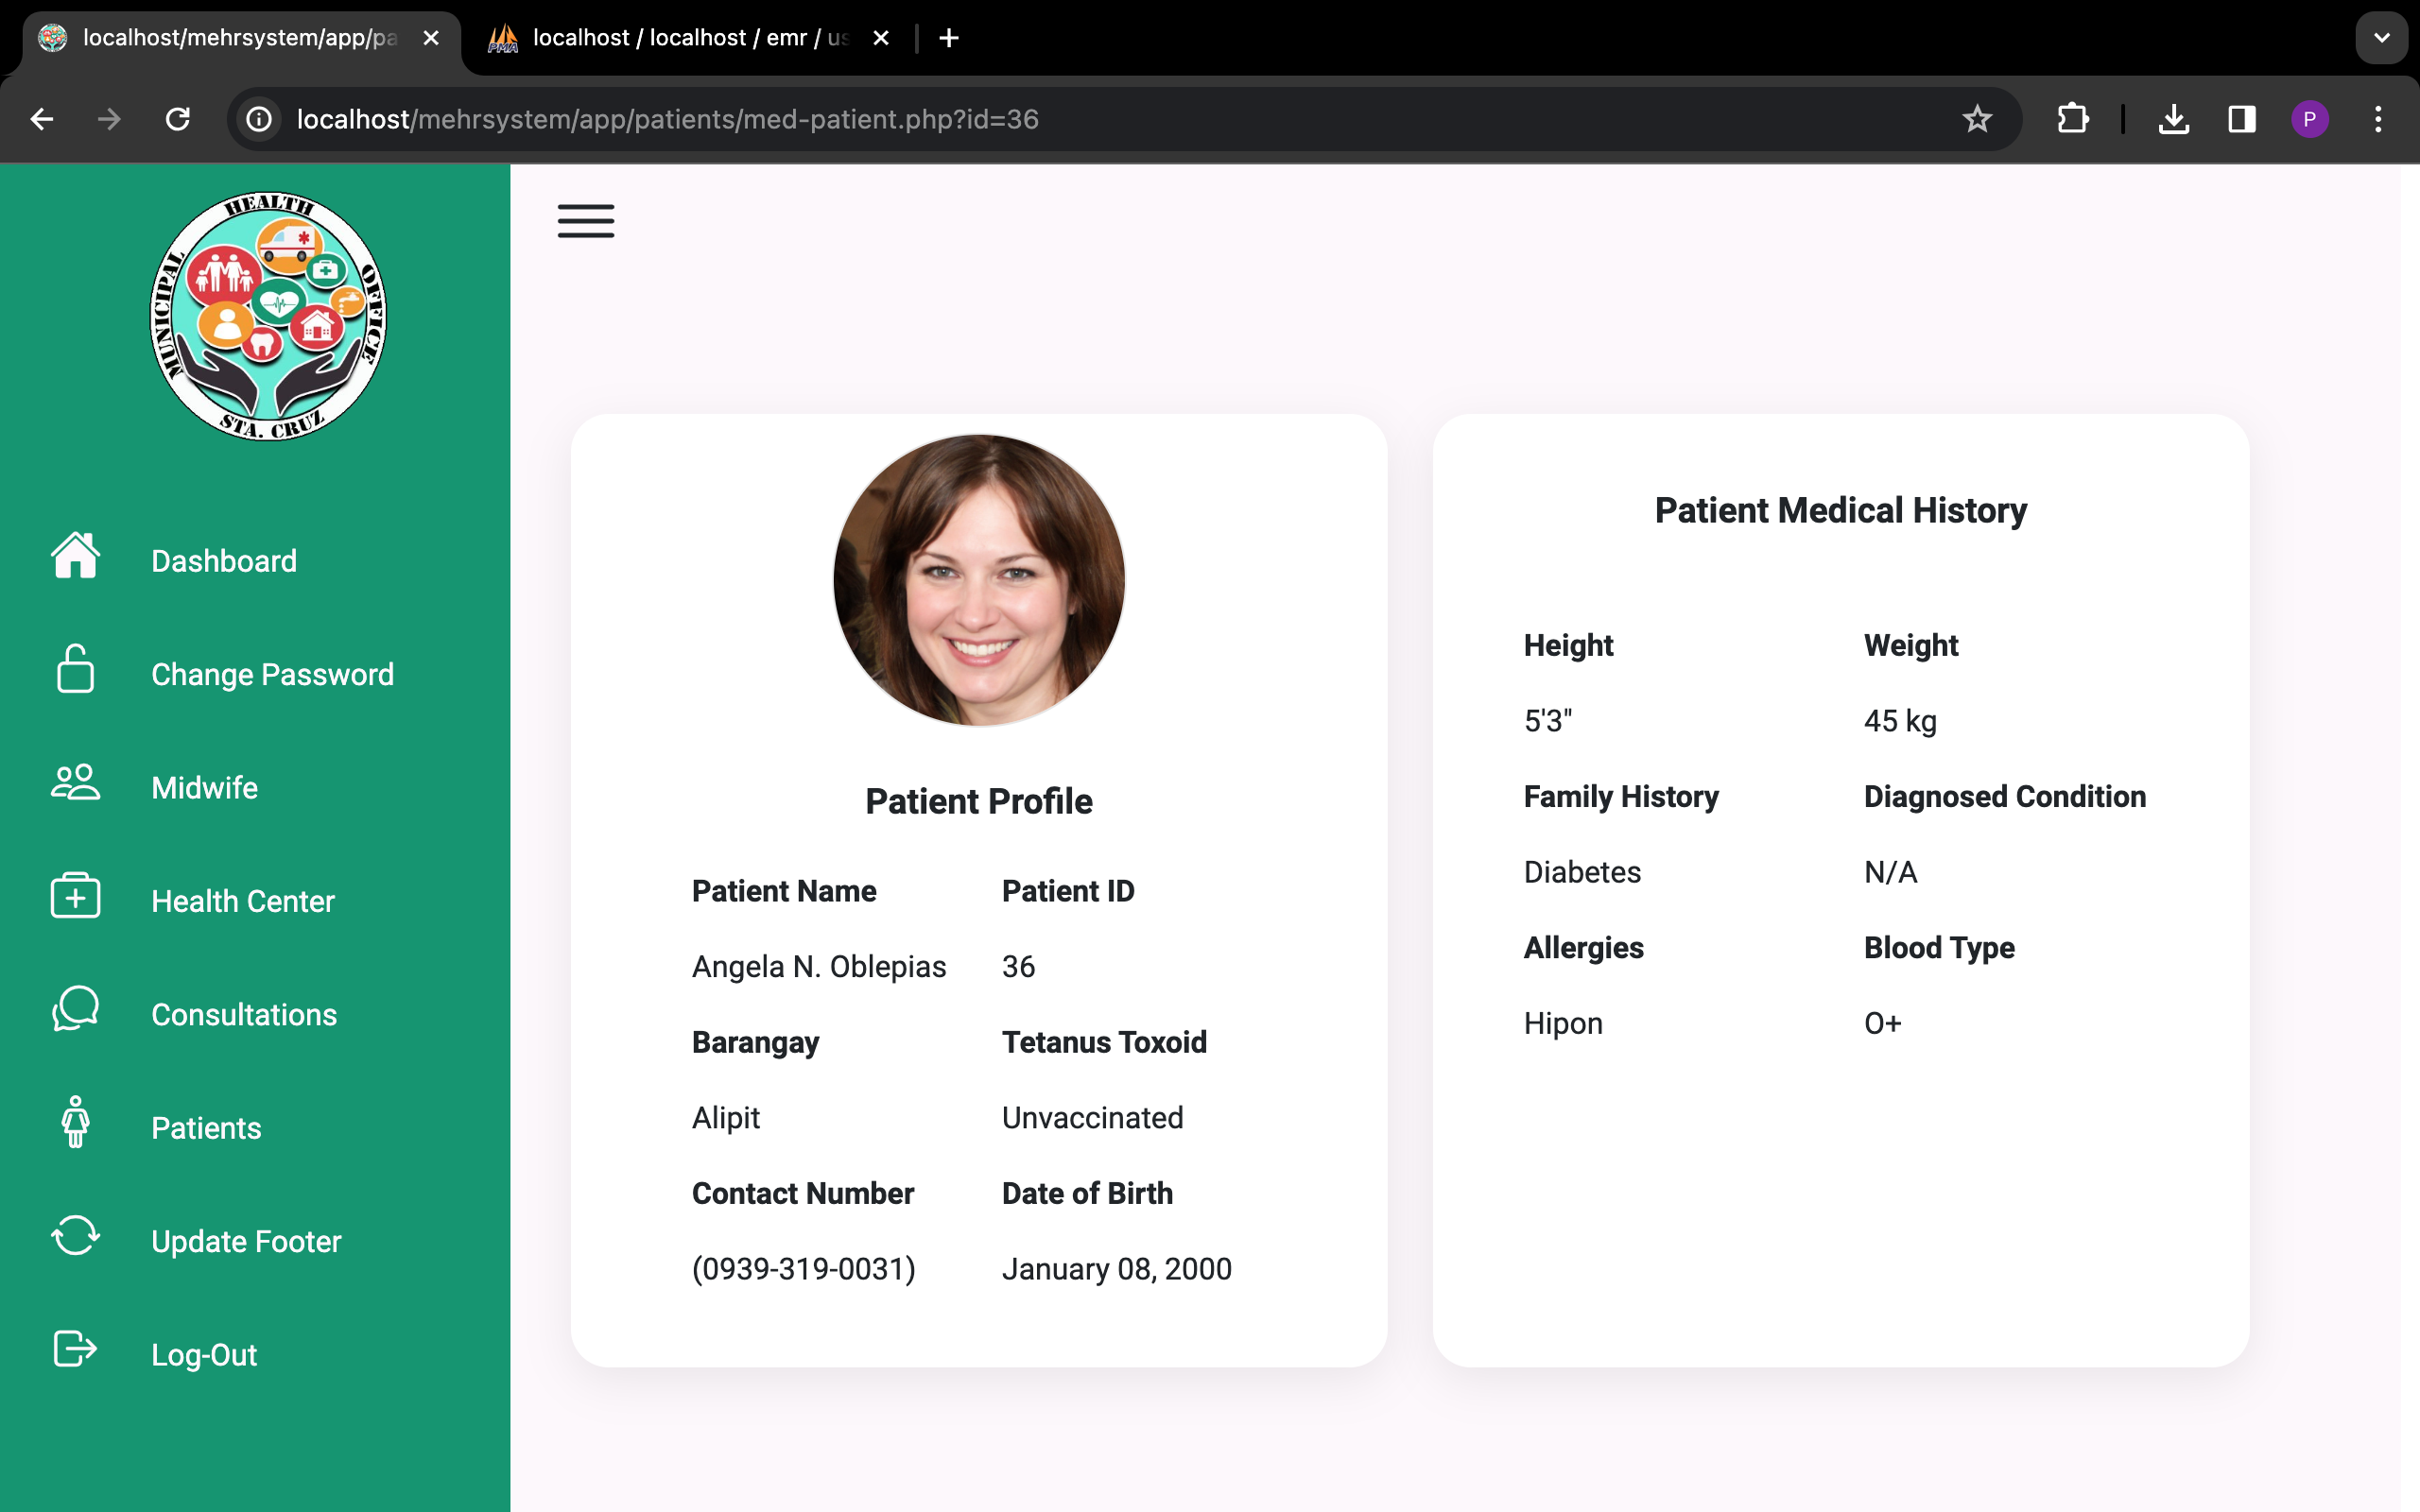 localhost/mehrsystem/app/pa
localhost / localhost / emr / us
localhost/mehrsystem/app/patients/med-patient.php?id=36
P
PMA
MUNICIPAL HEALTH OFFICE
STA. CRUZ
Dashboard
Change Password
Midwife
Health Center
Consultations
Patients
Update Footer
Log-Out
Patient Profile
Patient Name Patient ID
Angela N. Oblepias 36
Barangay Tetanus Toxoid
Alipit Unvaccinated
Contact Number Date of Birth
(0939-319-0031) January 08, 2000
Patient Medical History
Height Weight
5'3" 45 kg
Family History Diagnosed Condition
Diabetes N/A
Allergies Blood Type
Hipon O+